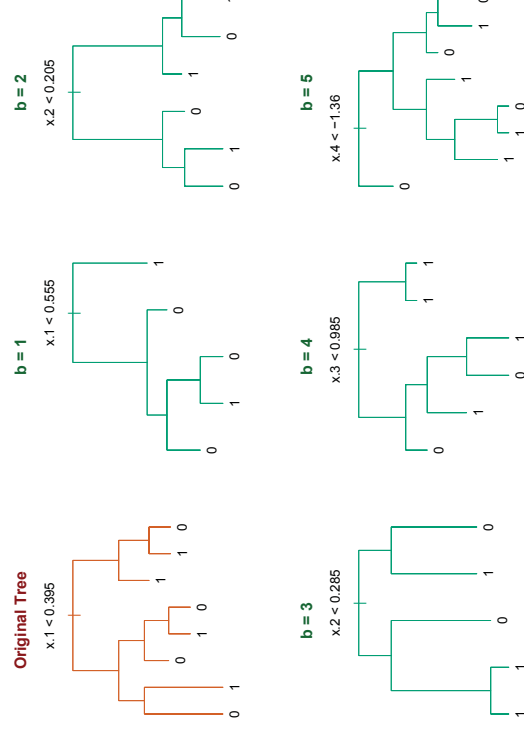 Original Tree
x.1 < 0.395
0 1 0 1 0 1 1 0
b = 1
x.1 < 0.555
0 1 0 0 1
b = 2
x.2 < 0.205
0 1 0 1 0
b = 3
x.2 < 0.285
1 1 0 1 0
b = 4
x.3 < 0.985
0 1 0 1 1 1
b = 5
x.4 < −1.36
0 1 1 0 1 0 1